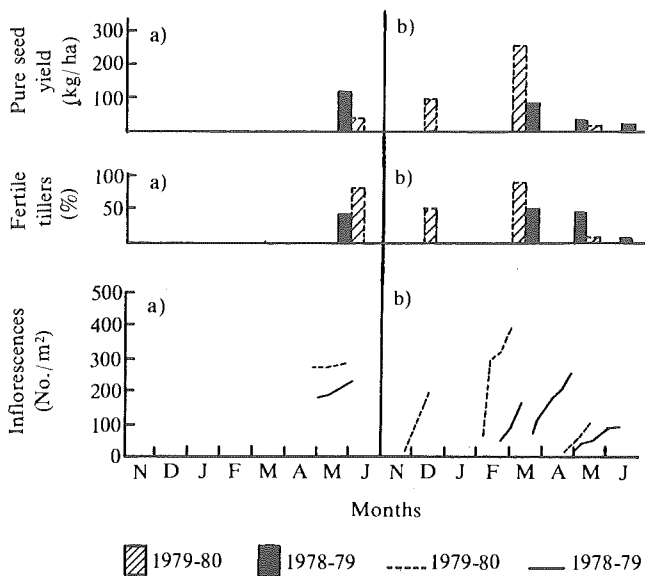 Pure seed
yield
(kg/ha)
300
200
100
a)
b)
Fertile
tillers
(%)
100
50
a)
b)
Inflorescences
(No./m²)
500
400
300
200
100
0
a)
b)
N D J F M A M J N D J F M A M J
Months
1979-80 1978-79 1979-80 1978-79